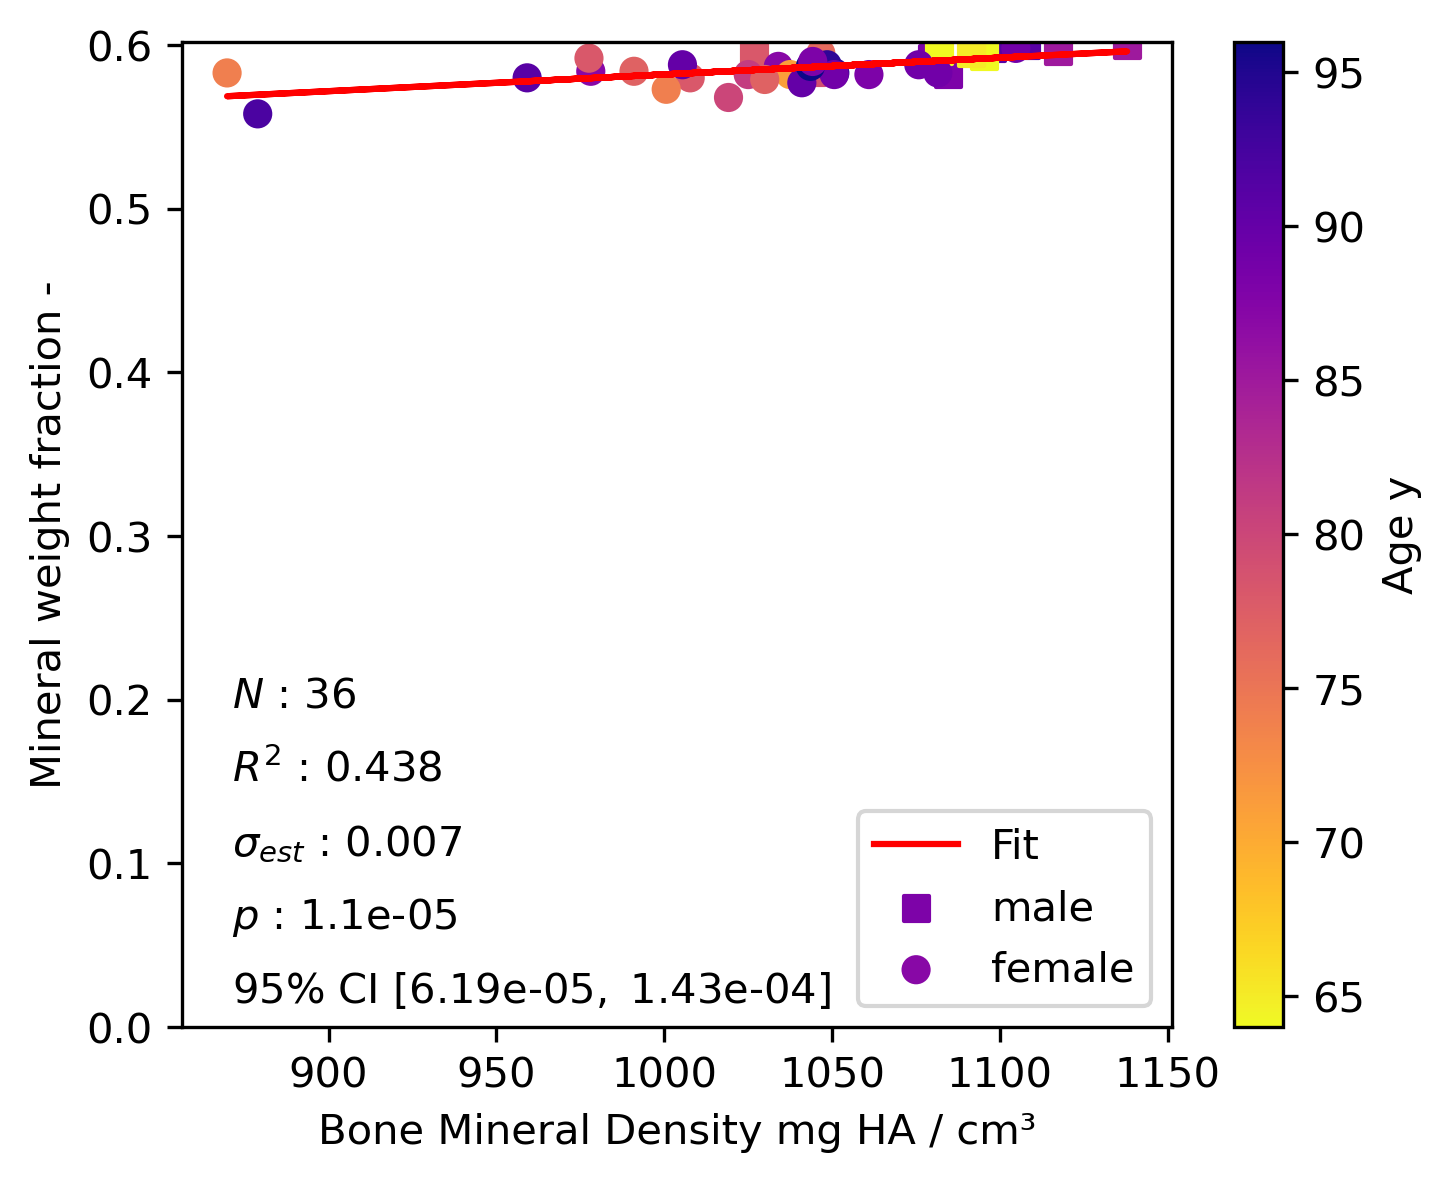 0.6
0.5
0.4
0.3
0.2
0.1
0.0
Mineral weight fraction -
N : 36
R² : 0.438
σest : 0.007
p : 1.1e-05
95% CI [6.19e-05, 1.43e-04]
Fit
male
female
900 950 1000 1050 1100 1150
Bone Mineral Density mg HA / cm³
95
90
85
80
75
70
65
Age y